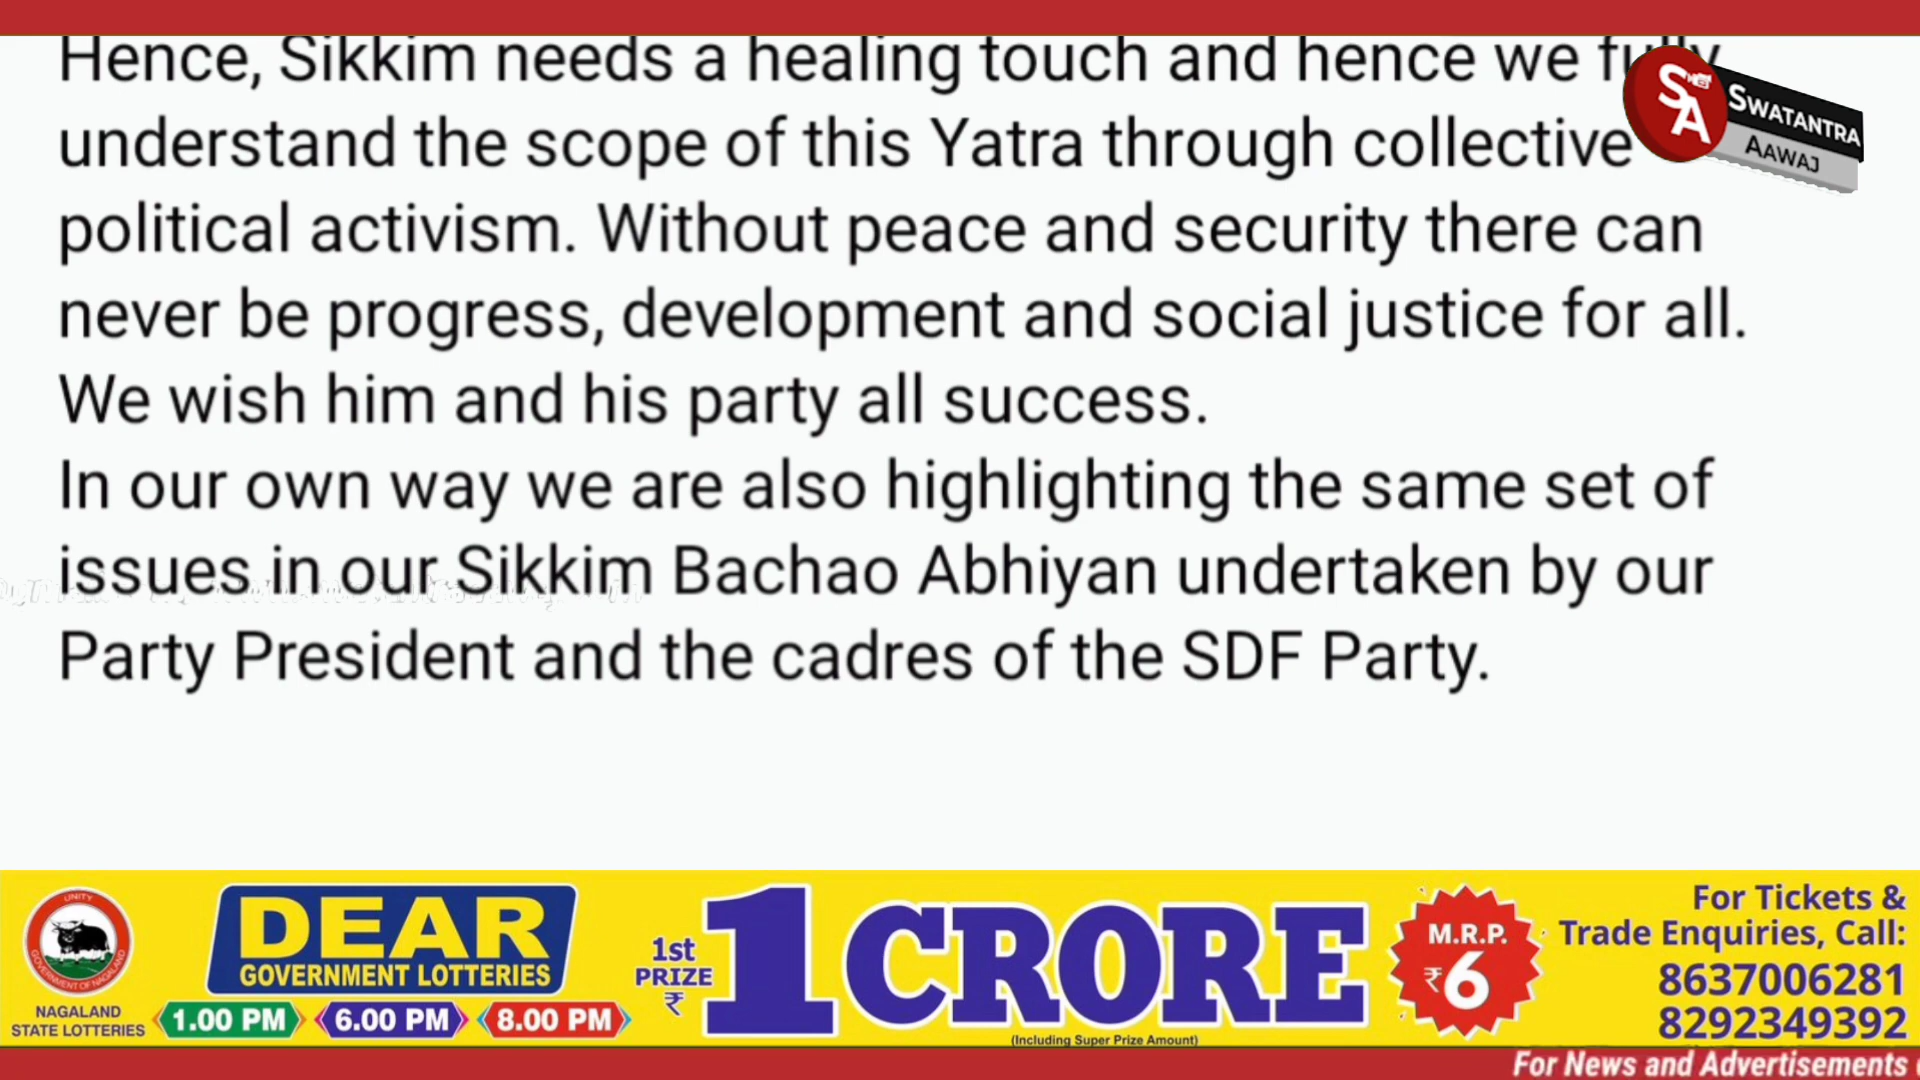 Hence, Sikkim needs a healing touch and hence we fully
understand the scope of this Yatra through collective
political activism. Without peace and security there can
never be progress, development and social justice for all.
We wish him and his party all success.
In our own way we are also highlighting the same set of
issues in our Sikkim Bachao Abhiyan undertaken by our
Party President and the cadres of the SDF Party.
SA
SWATANTRA
AAWAJ
UNITY
GOVERNMENT OF NAGALAND
NAGALAND
STATE LOTTERIES
DEAR
GOVERNMENT LOTTERIES
1.00 PM 6.00 PM 8.00 PM
1st
PRIZE
₹
1 CRORE
(Including Super Prize Amount)
M.R.P.
₹6
For Tickets &
Trade Enquiries, Call:
8637006281
8292349392
For News and Advertisements